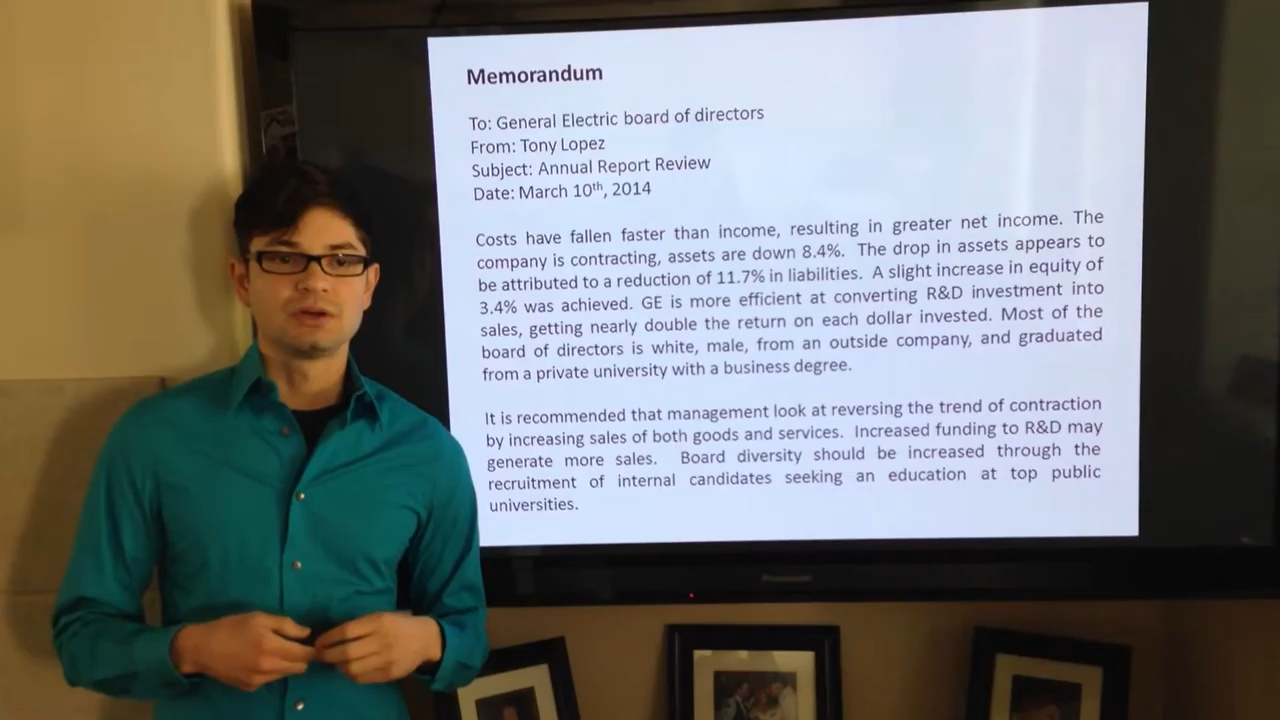 Memorandum
To: General Electric board of directors
From: Tony Lopez
Subject: Annual Report Review
Date: March 10th, 2014
Costs have fallen faster than income, resulting in greater net income. The
company is contracting, assets are down 8.4%. The drop in assets appears to
be attributed to a reduction of 11.7% in liabilities. A slight increase in equity of
3.4% was achieved. GE is more efficient at converting R&D investment into
sales, getting nearly double the return on each dollar invested. Most of the
board of directors is white, male, from an outside company, and graduated
from a private university with a business degree.
It is recommended that management look at reversing the trend of contraction
by increasing sales of both goods and services. Increased funding to R&D may
generate more sales. Board diversity should be increased through the
recruitment of internal candidates seeking an education at top public
universities.
Panasonic